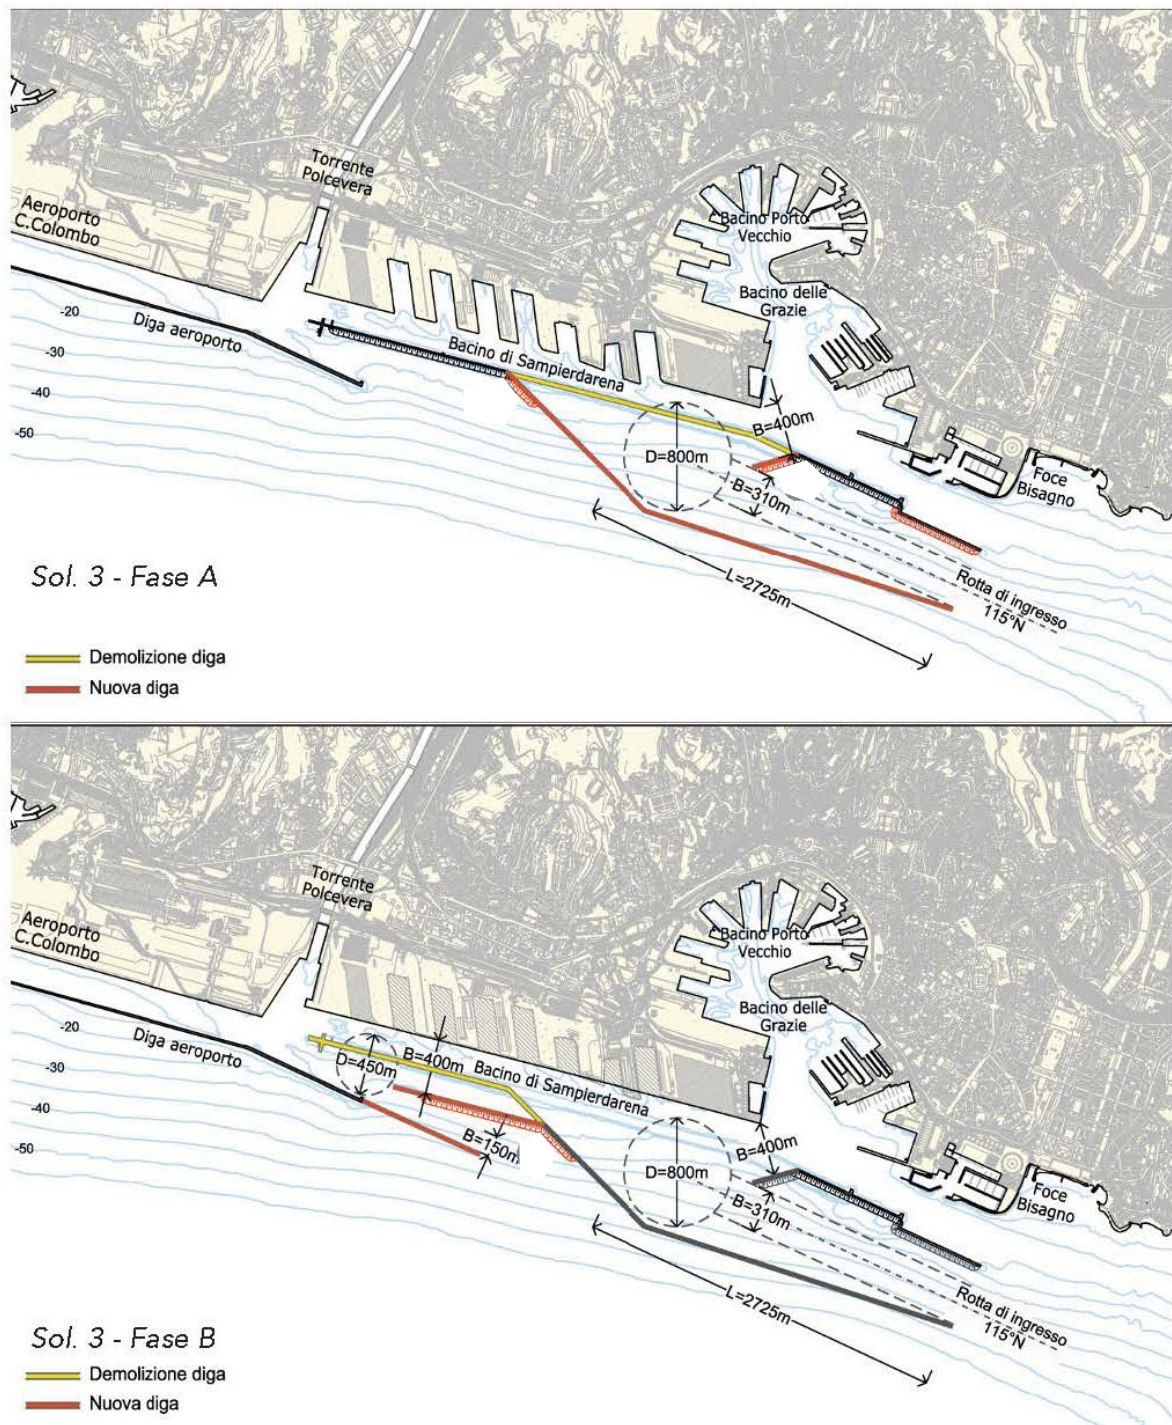 Torrente
Polcevera
Aeroporto
C.Colombo
Bacino Porto
Vecchio
Bacino delle
Grazie
-20
Diga aeroporto
-30
Bacino di Sampierdarena
-40
B=400m
-50
D=800m
B=310m
Foce
Bisagno
Sol. 3 - Fase A
L=2725m
Rotta di ingresso
115°N
Demolizione diga
Nuova diga
Torrente
Polcevera
Aeroporto
C.Colombo
Bacino Porto
Vecchio
Bacino delle
Grazie
-20
Diga aeroporto
-30
D=450m
B=400m
Bacino di Sampierdarena
-40
-50
B=150m
B=400m
D=800m
B=310m
Foce
Bisagno
L=2725m
Rotta di ingresso
115°N
Sol. 3 - Fase B
Demolizione diga
Nuova diga